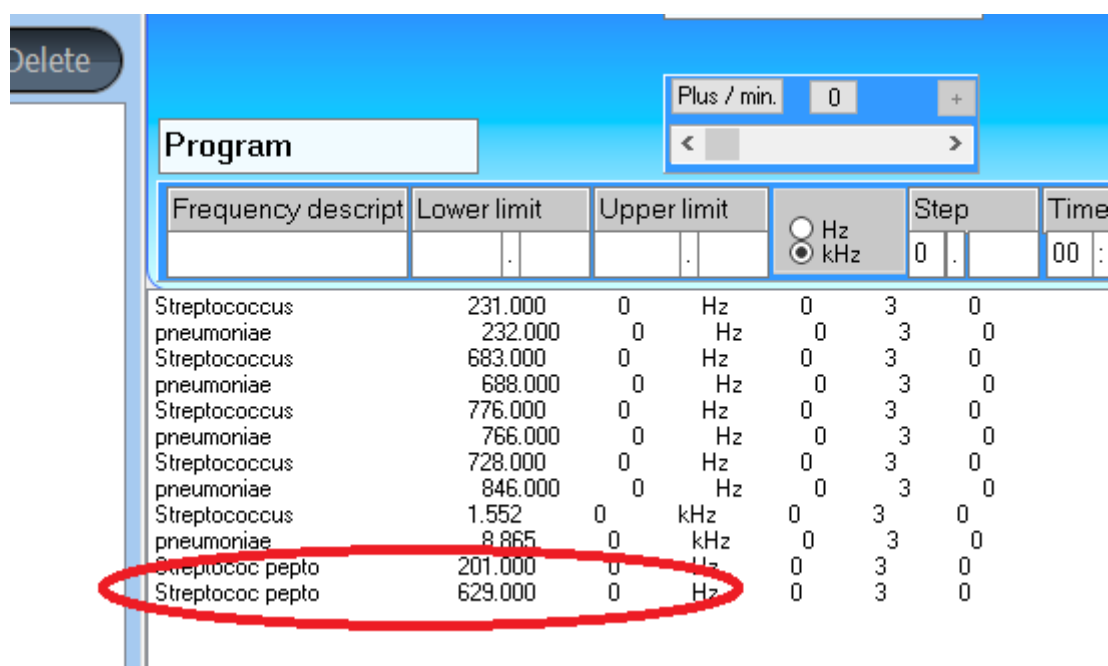 Delete
Plus / min. 0 +
< >
Program
Frequency descript Lower limit Upper limit Hz Step Time
. . kHz 0 . 00 :
Streptococcus 231.000 0 Hz 0 3 0
pneumoniae 232.000 0 Hz 0 3 0
Streptococcus 683.000 0 Hz 0 3 0
pneumoniae 688.000 0 Hz 0 3 0
Streptococcus 776.000 0 Hz 0 3 0
pneumoniae 766.000 0 Hz 0 3 0
Streptococcus 728.000 0 Hz 0 3 0
pneumoniae 846.000 0 Hz 0 3 0
Streptococcus 1.552 0 kHz 0 3 0
pneumoniae 8.865 0 kHz 0 3 0
Streptococ pepto 201.000 0 Hz 0 3 0
Streptococ pepto 629.000 0 Hz 0 3 0